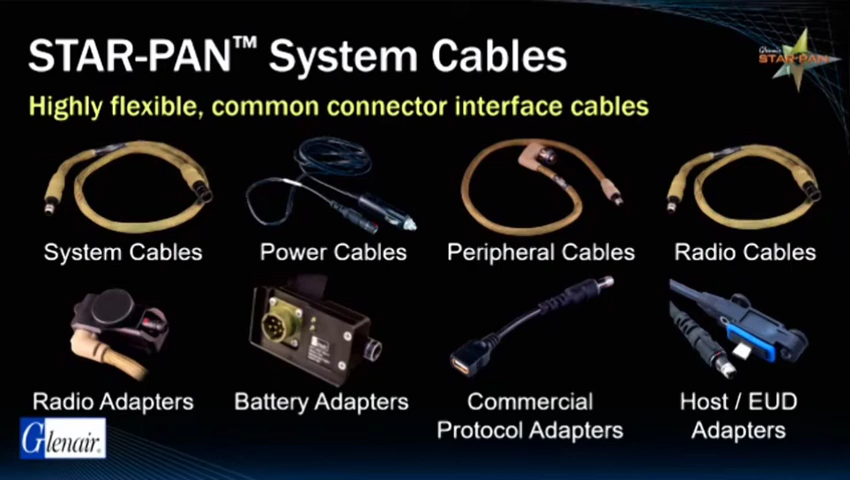 STAR-PAN™ System Cables
Glenair
STAR-PAN
Highly flexible, common connector interface cables
System Cables
Power Cables
Peripheral Cables
Radio Cables
Radio Adapters
Battery Adapters
Commercial
Protocol Adapters
Host / EUD
Adapters
Glenair®